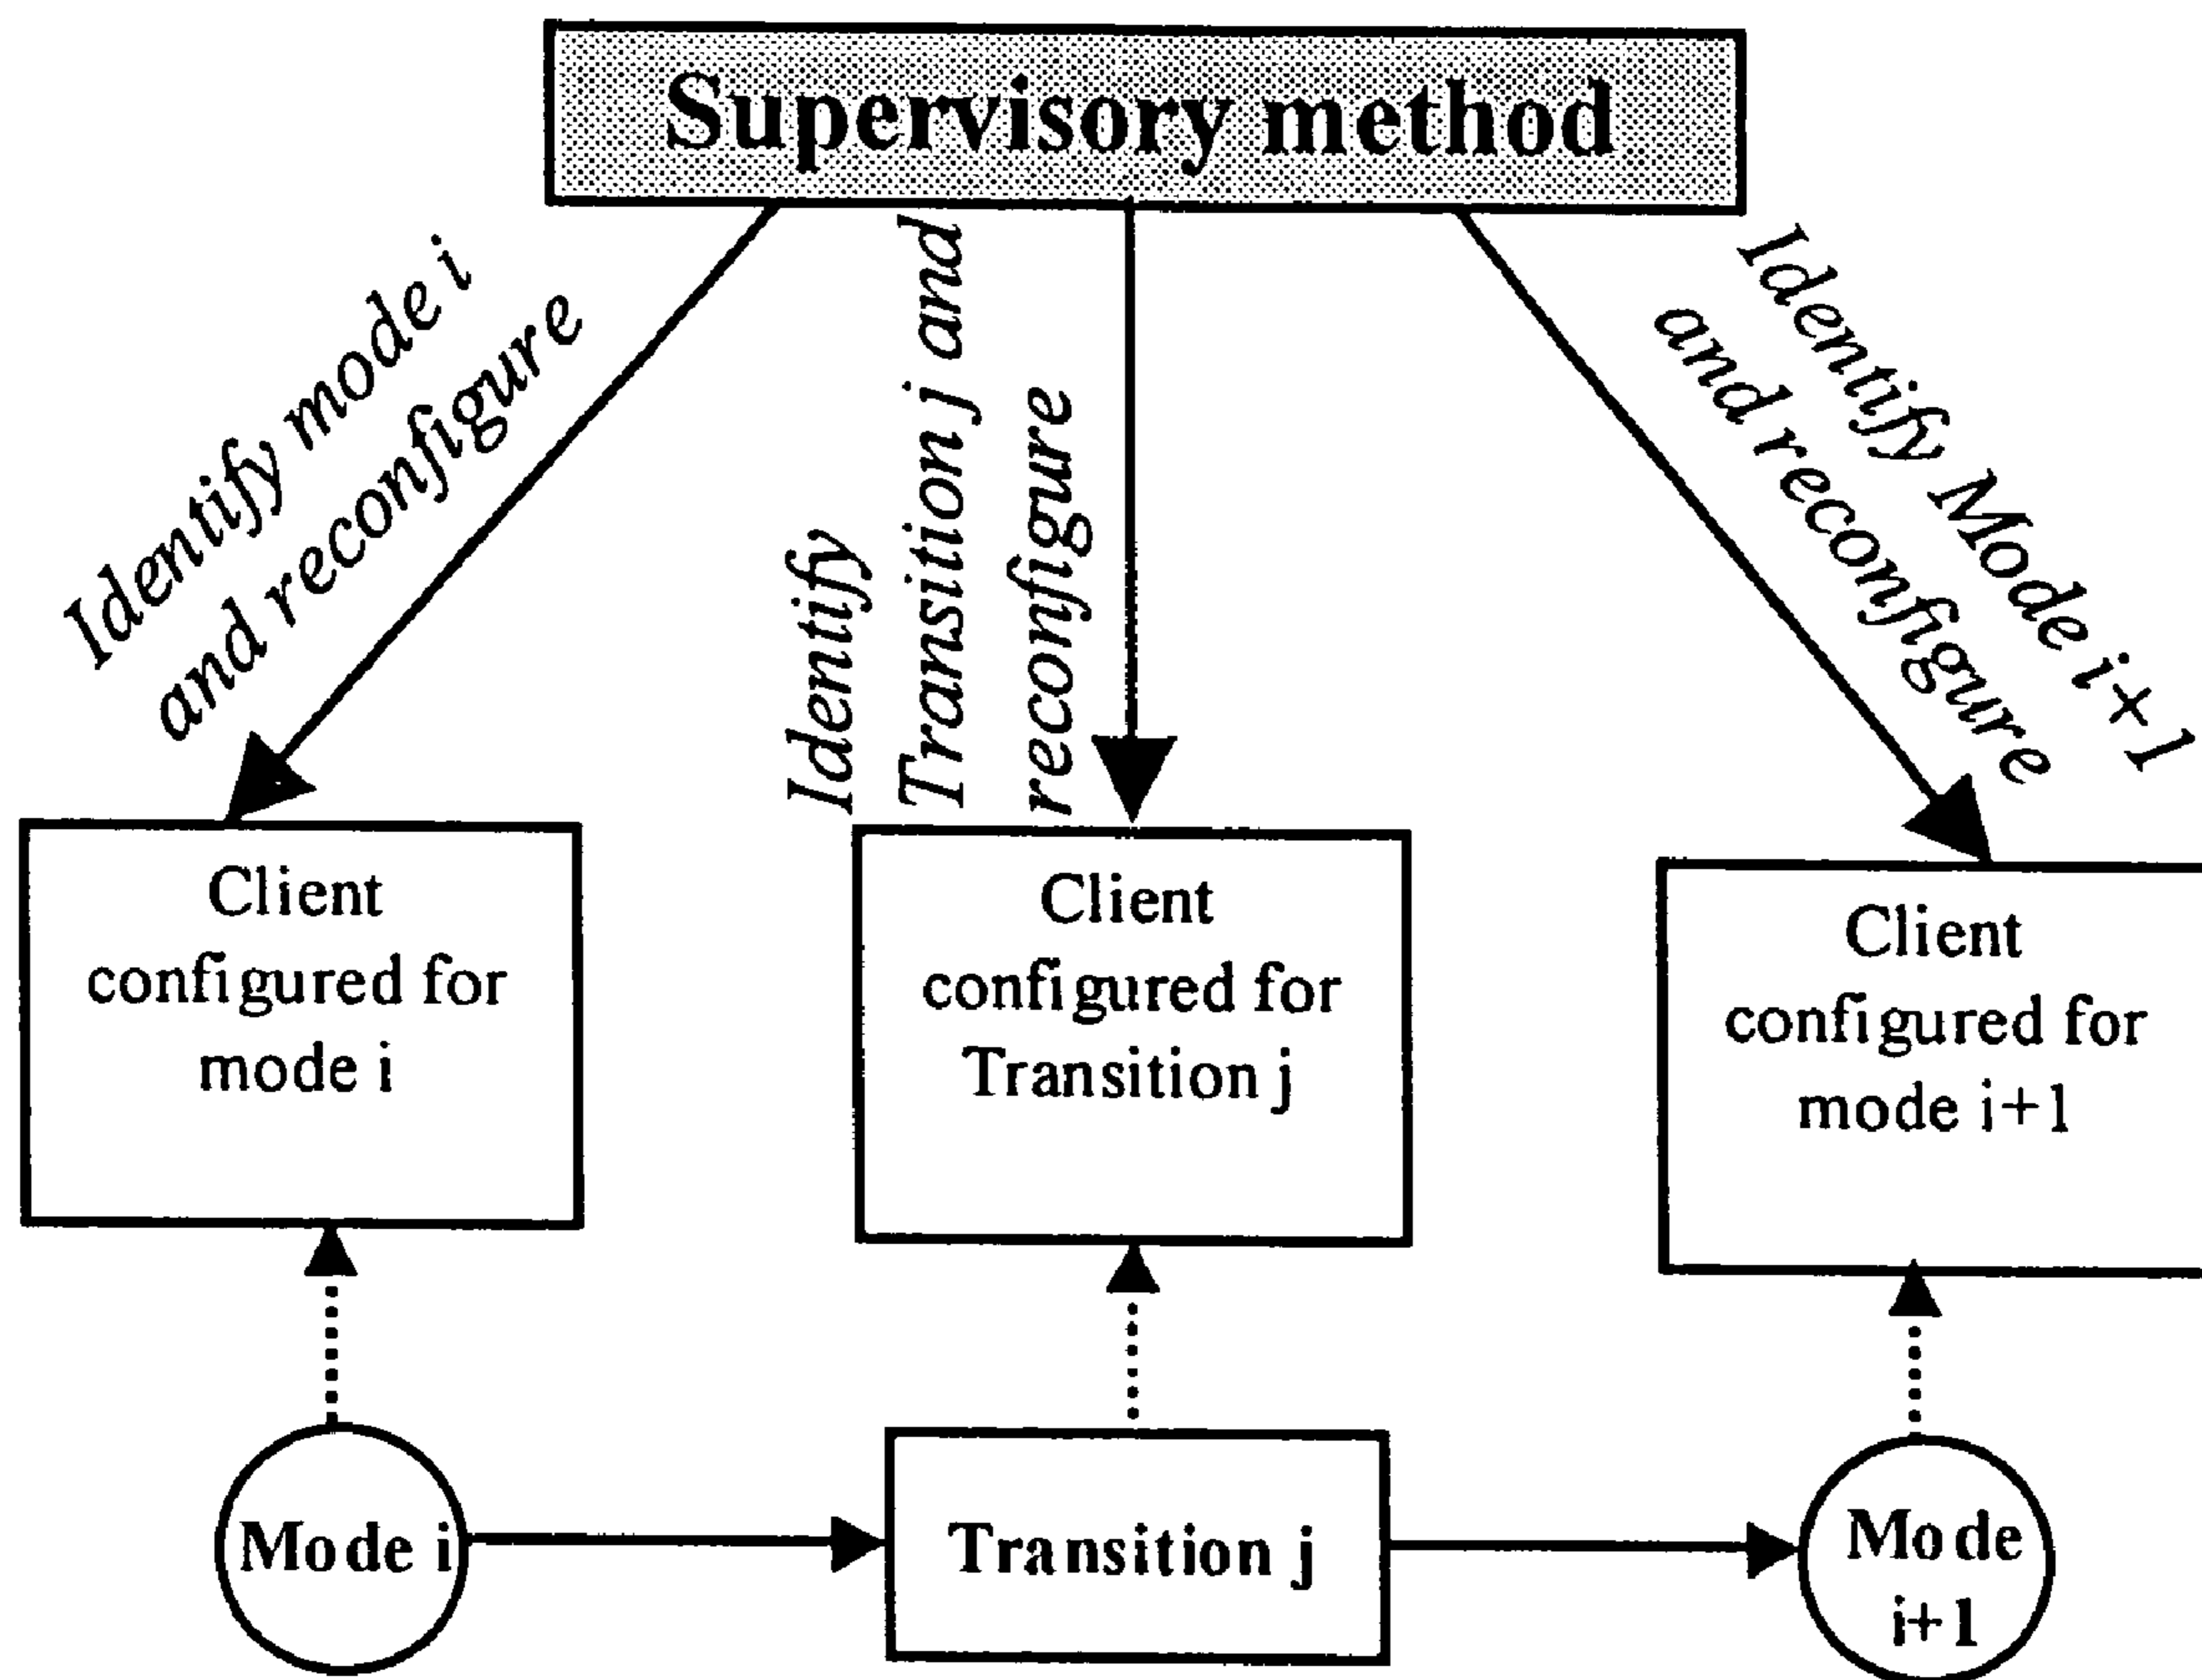 Supervisory method
Identify mode i
and reconfigure
Identify
Transition j and
reconfigure
Identify Mode i+1
and reconfigure
Client
configured for
mode i
Client
configured for
Transition j
Client
configured for
mode i+1
Mode i
Transition j
Mode
i+1